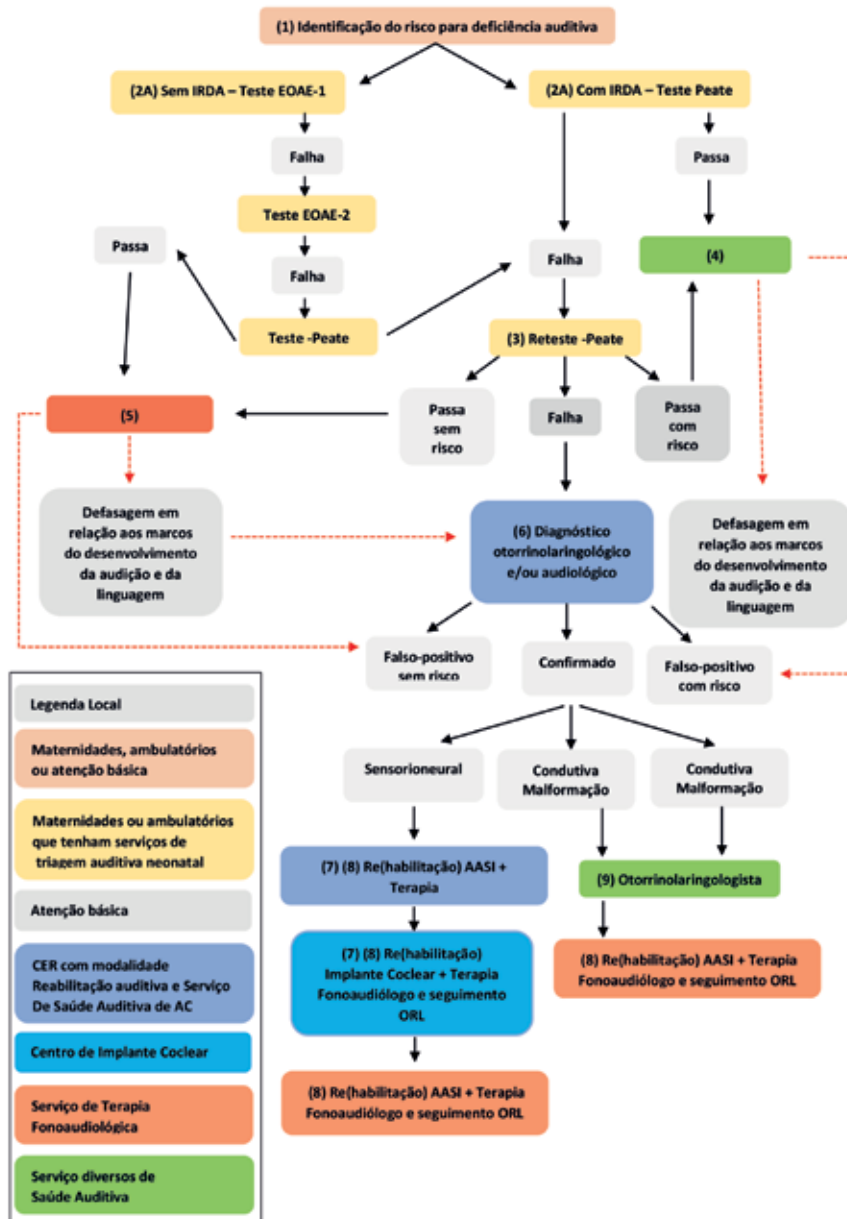 (1) Identificação do risco para deficiência auditiva
(2A) Sem IRDA – Teste EOAE-1
(2A) Com IRDA – Teste Peate
Falha
Passa
Teste EOAE-2
Passa
Falha
(4)
Falha
Teste -Peate
(3) Reteste -Peate
(5)
Passa
sem
risco
Falha
Passa
com
risco
Defasagem em
relação aos marcos
do desenvolvimento
da audição e da
linguagem
(6) Diagnóstico
otorrinolaringológico
e/ou audiológico
Defasagem em
relação aos marcos
do desenvolvimento
da audição e da
linguagem
Falso-positivo
sem risco
Confirmado
Falso-positivo
com risco
Sensorioneural
Condutiva
Malformação
Condutiva
Malformação
(7) (8) Re(habilitação) AASI +
Terapia
(9) Otorrinolaringologista
(7) (8) Re(habilitação)
Implante Coclear + Terapia
Fonoaudiólogo e seguimento
ORL
(8) Re(habilitação) AASI + Terapia
Fonoaudiólogo e seguimento ORL
(8) Re(habilitação) AASI + Terapia
Fonoaudiólogo e seguimento ORL
Legenda Local
Maternidades, ambulatórios
ou atenção básica
Maternidades ou ambulatórios
que tenham serviços de
triagem auditiva neonatal
Atenção básica
CER com modalidade
Reabilitação auditiva e Serviço
De Saúde Auditiva de AC
Centro de Implante Coclear
Serviço de Terapia
Fonoaudiológica
Serviço diversos de
Saúde Auditiva